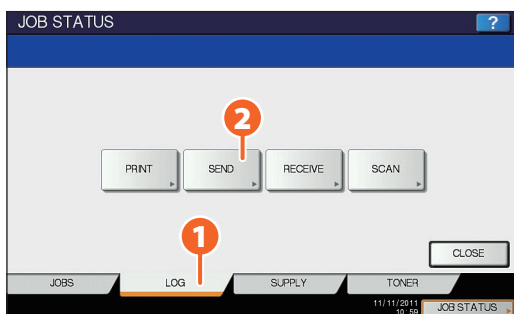 JOB STATUS ?
2
PRINT SEND RECEIVE SCAN
1
CLOSE
JOBS LOG SUPPLY TONER
11/11/2011
10:59 JOB STATUS